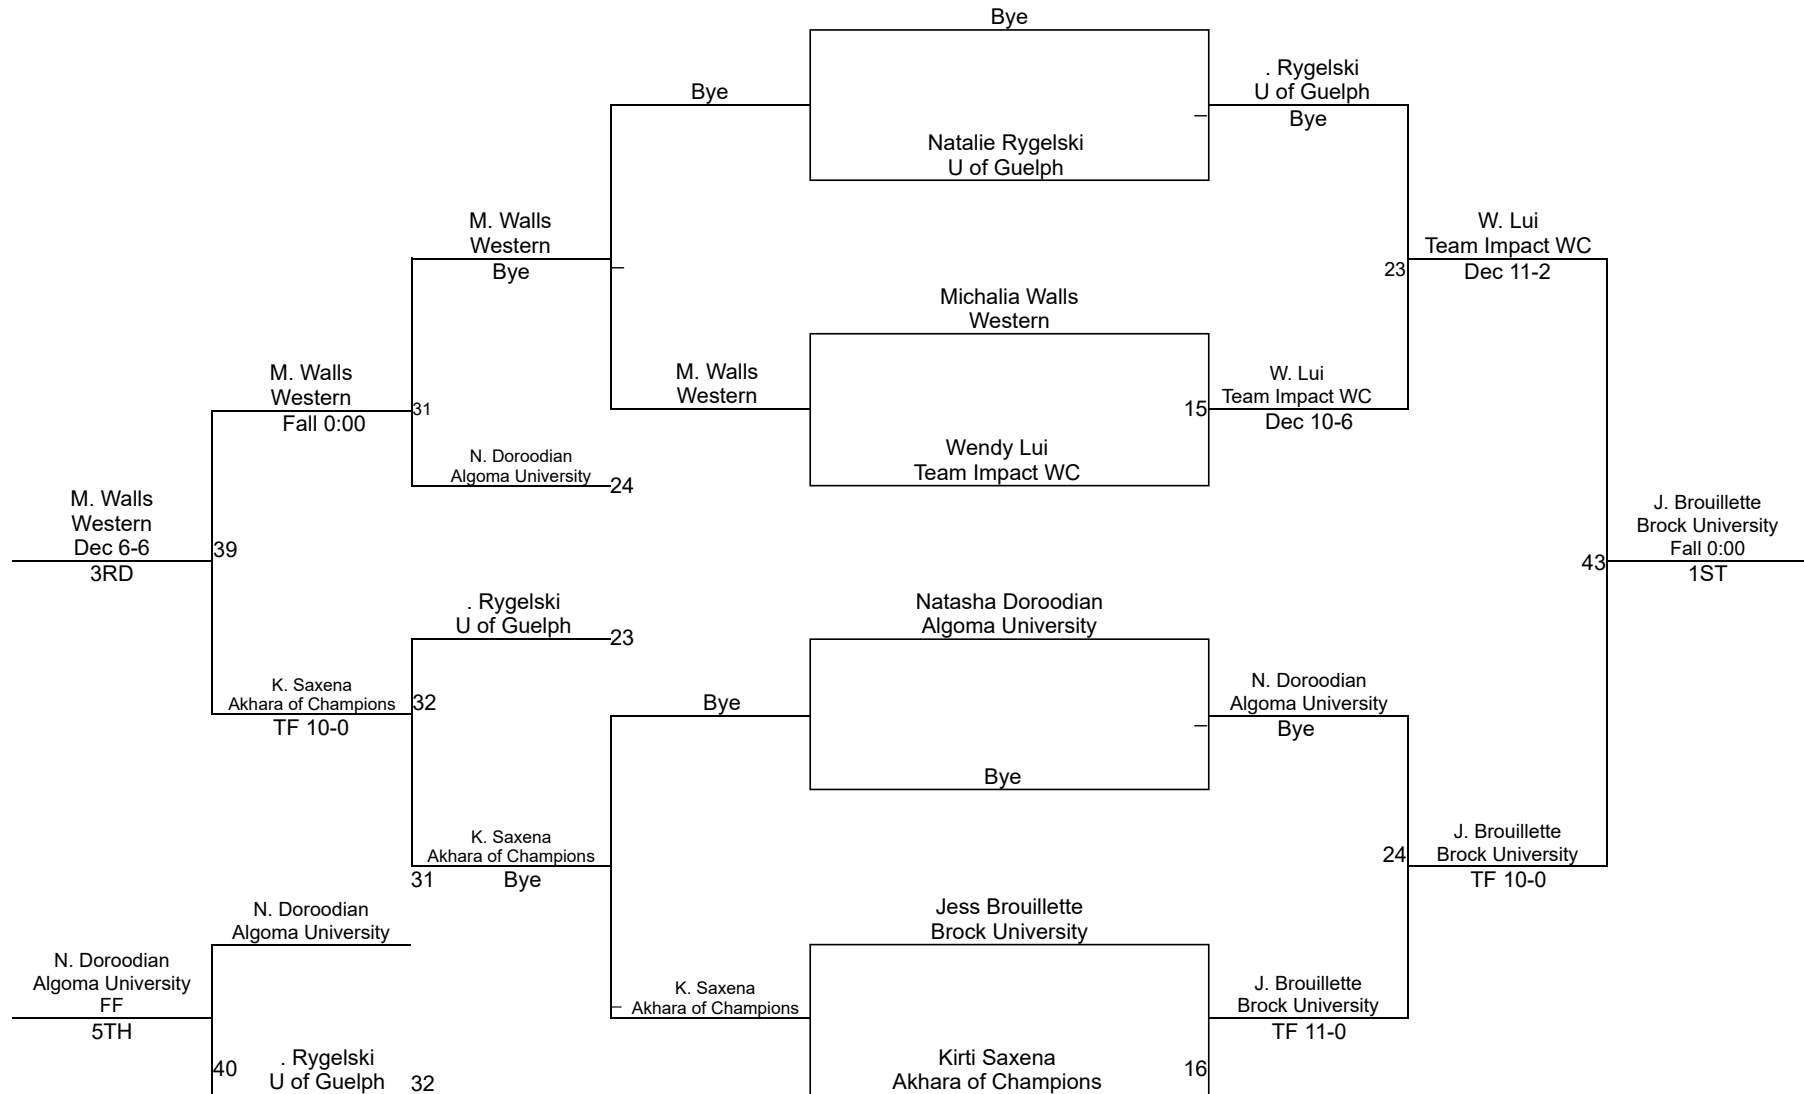 Bye
. Rygelski
U of Guelph
Bye
Bye
Natalie Rygelski
U of Guelph
M. Walls
Western
Bye
W. Lui
Team Impact WC
Dec 11-2
23
Michalia Walls
Western
M. Walls
Western
Fall 0:00
31
M. Walls
Western
15
W. Lui
Team Impact WC
Dec 10-6
N. Doroodian
Algoma University
24
Wendy Lui
Team Impact WC
M. Walls
Western
Dec 6-6
3RD
39
J. Brouillette
Brock University
Fall 0:00
1ST
43
. Rygelski
U of Guelph
23
Natasha Doroodian
Algoma University
K. Saxena
Akhara of Champions
TF 10-0
32
Bye
N. Doroodian
Algoma University
Bye
Bye
K. Saxena
Akhara of Champions
Bye
31
24
J. Brouillette
Brock University
TF 10-0
N. Doroodian
Algoma University
Jess Brouillette
Brock University
N. Doroodian
Algoma University
FF
5TH
K. Saxena
Akhara of Champions
J. Brouillette
Brock University
TF 11-0
40
. Rygelski
U of Guelph
32
Kirti Saxena
Akhara of Champions
16